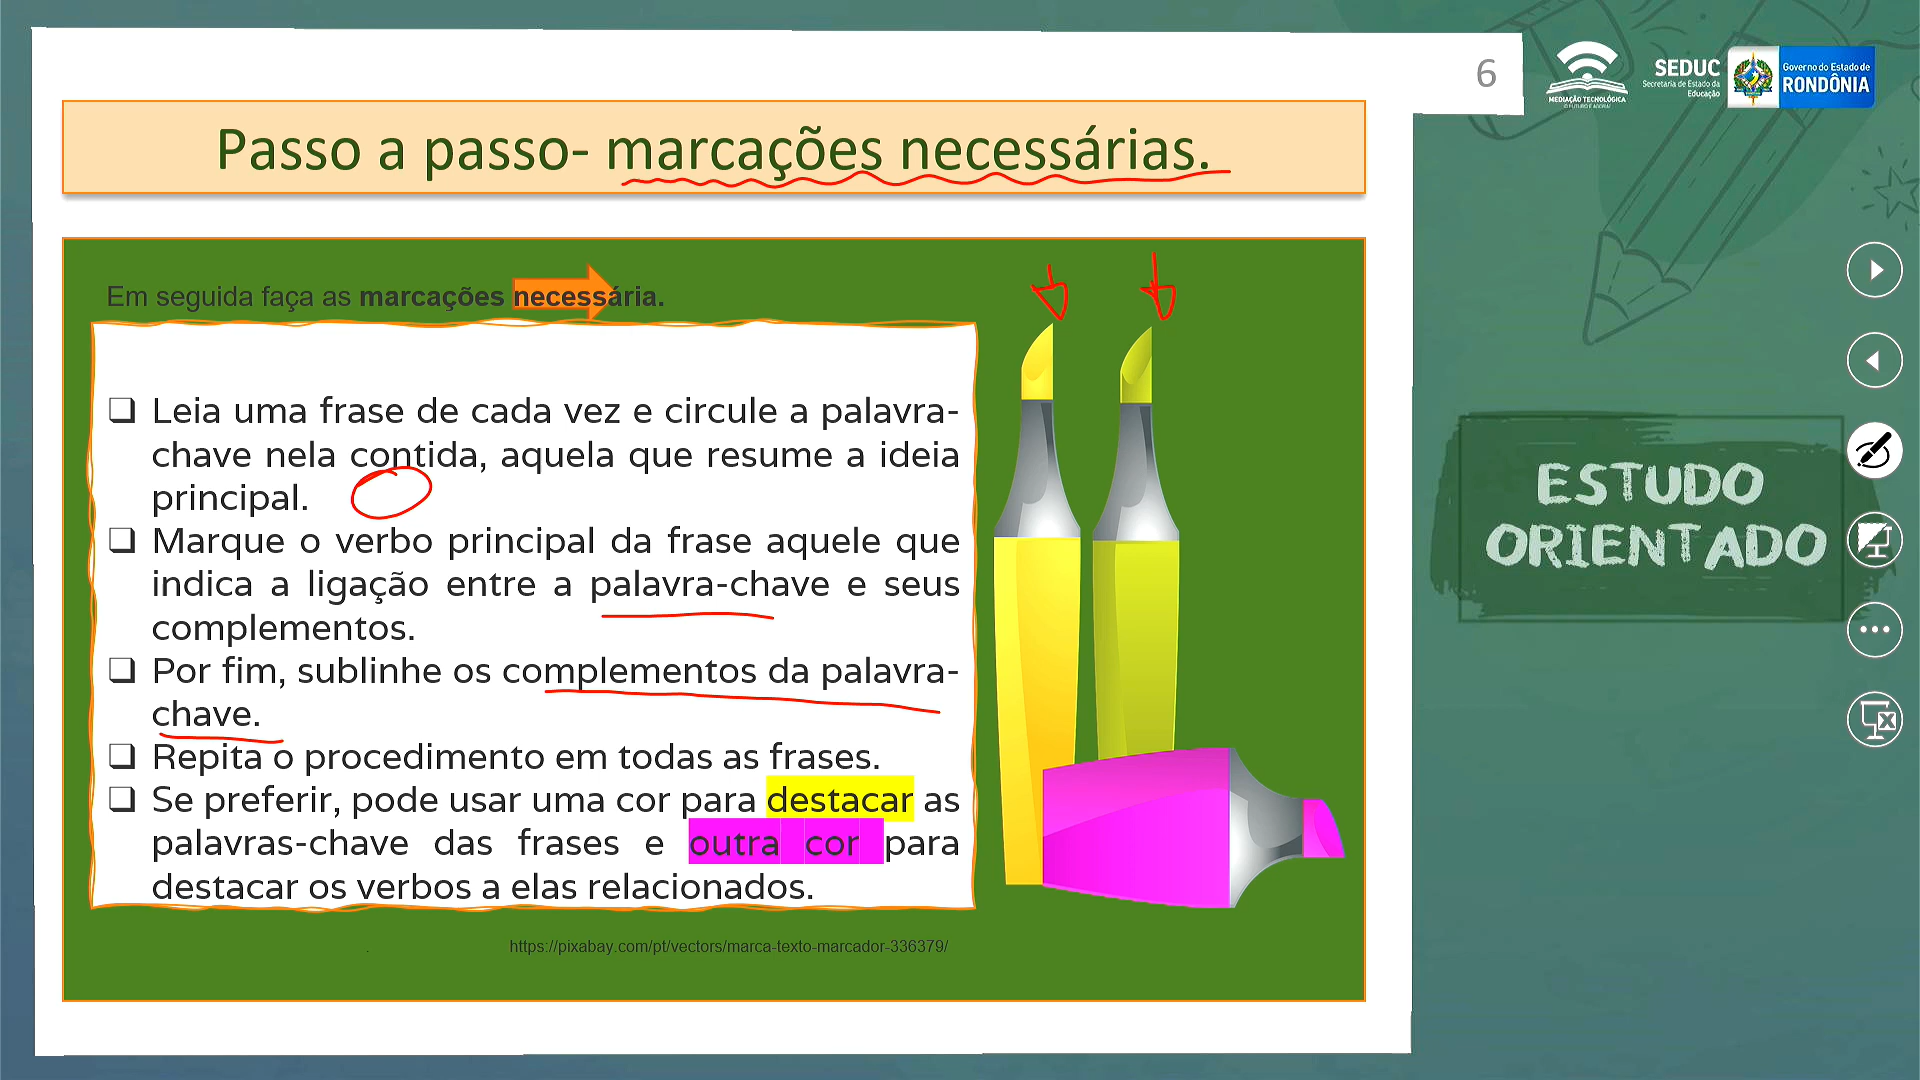 6
MEDIAÇÃO TECNOLÓGICA
SEDUC
Secretaria de Estado da
Educação
Governo do Estado de
RONDÔNIA
Passo a passo- marcações necessárias.
Em seguida faça as marcações necessária.
Leia uma frase de cada vez e circule a palavra-
chave nela contida, aquela que resume a ideia
principal.
Marque o verbo principal da frase aquele que
indica a ligação entre a palavra-chave e seus
complementos.
Por fim, sublinhe os complementos da palavra-
chave.
Repita o procedimento em todas as frases.
Se preferir, pode usar uma cor para destacar as
palavras-chave das frases e outra cor para
destacar os verbos a elas relacionados.
. https://pixabay.com/pt/vectors/marca-texto-marcador-336379/
ESTUDO
ORIENTADO